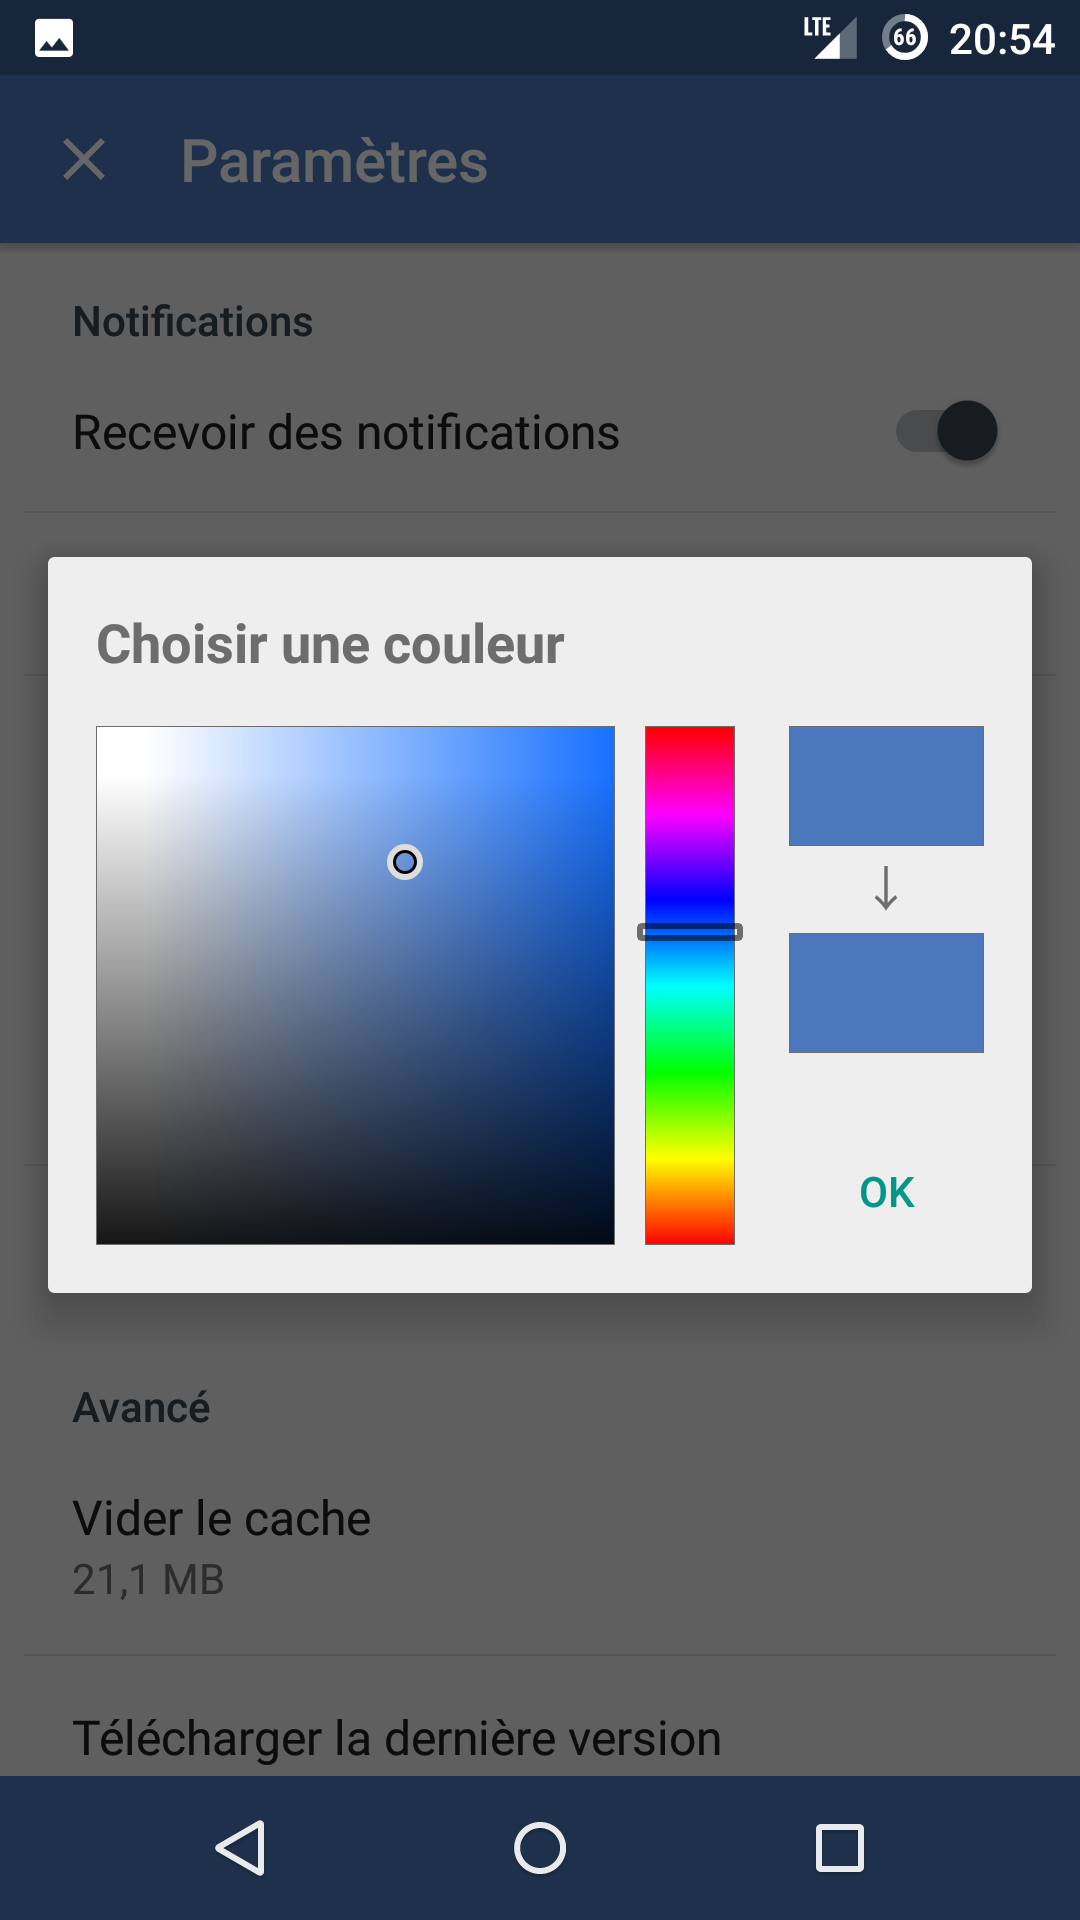 LTE 66 20:54
Paramètres
Notifications
Recevoir des notifications
Choisir une couleur
OK
Avancé
Vider le cache
21,1 MB
Télécharger la dernière version